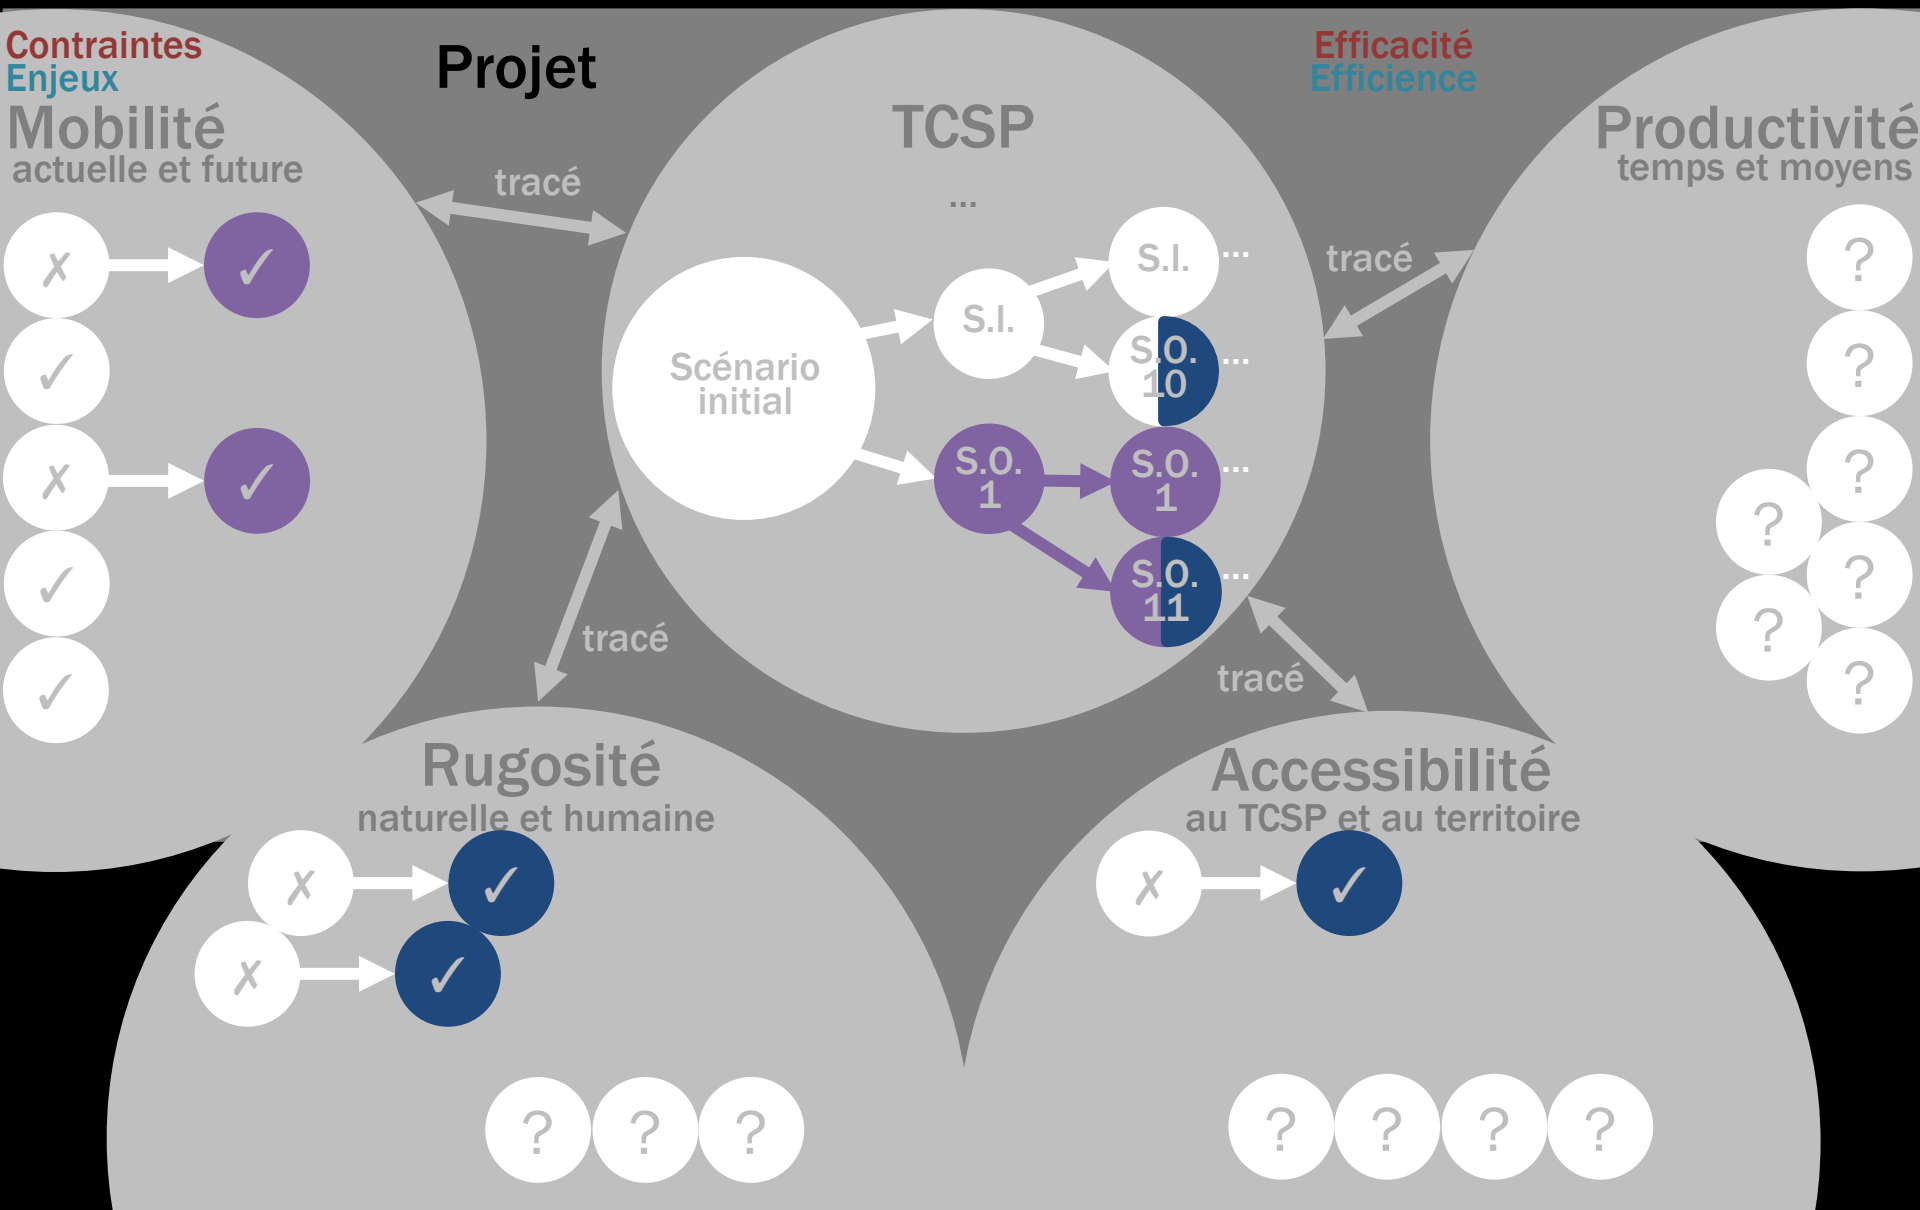 Contraintes
Enjeux
Mobilité
actuelle et future
✗
✓
✓
✗
✓
✓
✓
Projet
tracé
TCSP
...
Scénario
initial
S.I.
S.I.
...
S.O.
10
...
S.O.
1
S.O.
1
...
S.O.
11
...
Efficacité
Efficience
tracé
Productivité
temps et moyens
?
?
?
?
?
?
?
tracé
tracé
Rugosité
naturelle et humaine
✗
✓
✗
✓
?
?
?
Accessibilité
au TCSP et au territoire
✗
✓
?
?
?
?